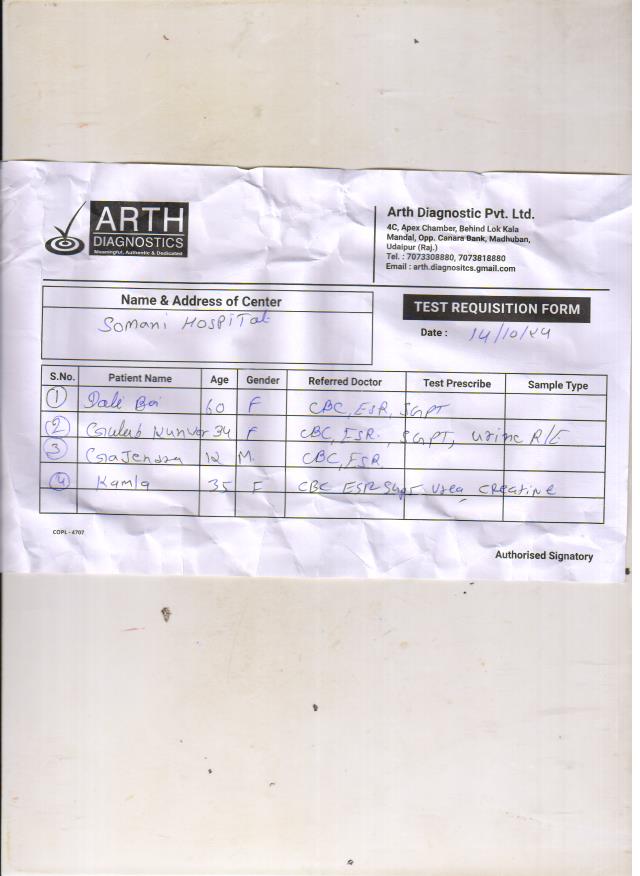 ARTH
DIAGNOSTICS
Meaningful, Authentic & Dedicated
Arth Diagnostic Pvt. Ltd.
4C, Apex Chamber, Behind Lok Kala
Mandal, Opp. Canara Bank, Madhuban,
Udaipur (Raj.)
Tel. : 7073308880, 7073818880
Email : arth.diagnositcs.gmail.com
Name & Address of Center
Somani HOSPITal
TEST REQUISITION FORM
Date : 14/10/24
S.No. Patient Name Age Gender Referred Doctor Test Prescribe Sample Type
1 Dali Bai 60 F CBC, ESR, SGPT
2 Gulab Kunvar 34 F CBC, ESR, SGPT, urine R/E
3 12 M. CBC, ESR
4 Kamla 35 F CBC ESR Sgpt. Urea, Creatine
COPL - 4707
Authorised Signatory